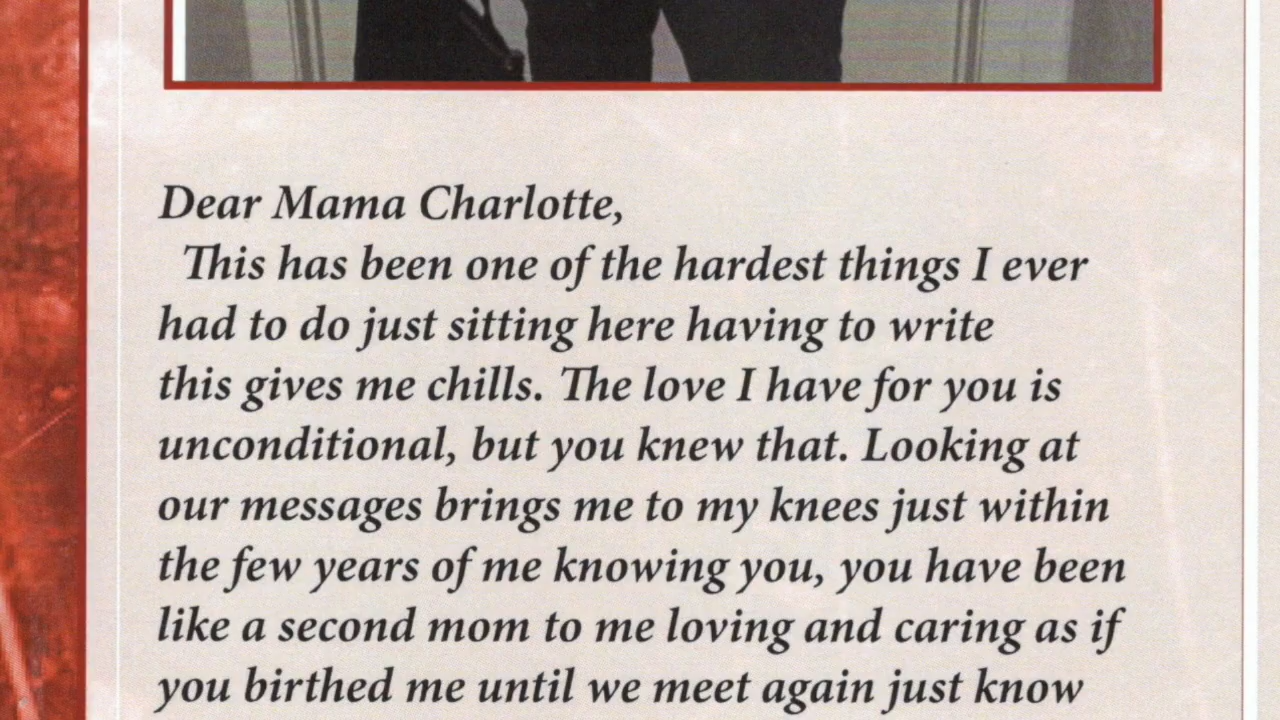 Dear Mama Charlotte,
This has been one of the hardest things I ever
had to do just sitting here having to write
this gives me chills. The love I have for you is
unconditional, but you knew that. Looking at
our messages brings me to my knees just within
the few years of me knowing you, you have been
like a second mom to me loving and caring as if
you birthed me until we meet again just know